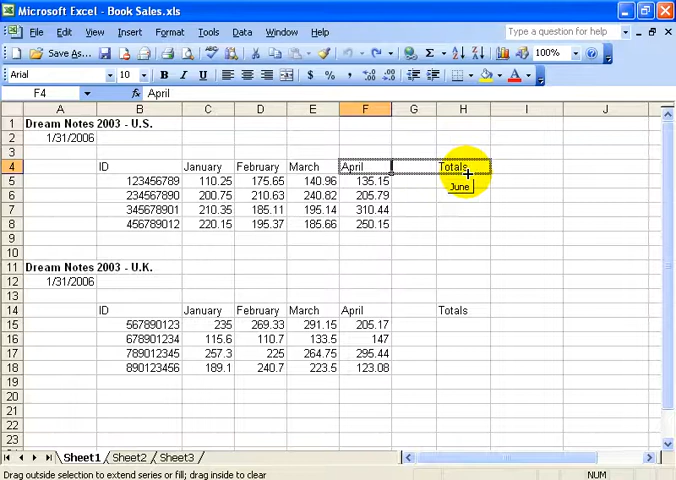 Microsoft Excel - Book Sales.xls
File Edit View Insert Format Tools Data Window Help Type a question for help
Save As... Σ 100%
Arial 10 B I U $ % ,
F4 fx April
A B C D E F G H I J
1 Dream Notes 2003 - U.S.
2 1/31/2006
3
4 ID January February March April Totals
5 123456789 110.25 175.65 140.96 135.15 June
6 234567890 200.75 210.63 240.82 205.79
7 345678901 210.35 185.11 195.14 310.44
8 456789012 220.15 195.37 185.66 250.15
9
10
11 Dream Notes 2003 - U.K.
12 1/31/2006
13
14 ID January February March April Totals
15 567890123 235 269.33 291.15 205.17
16 678901234 115.6 110.7 133.5 147
17 789012345 257.3 225 264.75 295.44
18 890123456 189.1 240.7 223.5 123.08
19
20
21
22
23
Sheet1 Sheet2 Sheet3
Drag outside selection to extend series or fill; drag inside to clear NUM